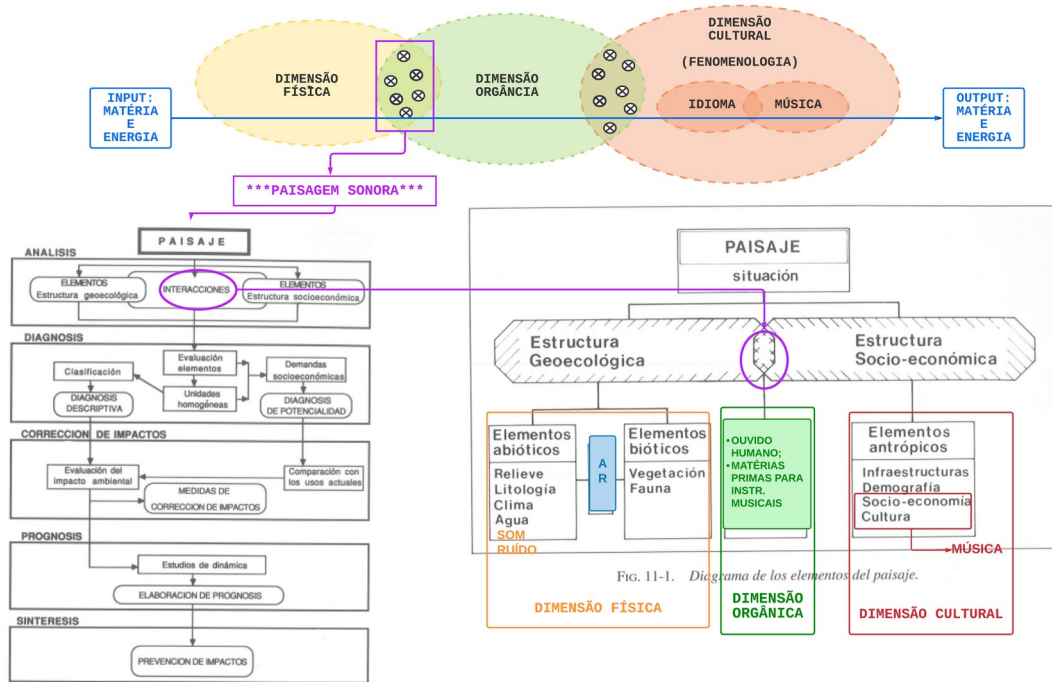 DIMENSÃO
FÍSICA
DIMENSÃO
ORGÂNCIA
DIMENSÃO
CULTURAL
(FENOMENOLOGIA)
IDIOMA
MÚSICA
INPUT:
MATÉRIA
E
ENERGIA
OUTPUT:
MATÉRIA
E
ENERGIA
***PAISAGEM SONORA***
PAISAJE
ANALISIS
ELEMENTOS
Estructura geoecológica
INTERACCIONES
ELEMENTOS
Estructura socioeconómica
DIAGNOSIS
Clasificación
Evaluación
elementos
Demandas
socioeconómicas
DIAGNOSIS
DESCRIPTIVA
Unidades
homogéneas
DIAGNOSIS
DE POTENCIALIDAD
CORRECCION DE IMPACTOS
Evaluación del
impacto ambiental
Comparación con
los usos actuales
MEDIDAS DE
CORRECCION DE IMPACTOS
PROGNOSIS
Estudios de dinámica
ELABORACION DE PROGNOSIS
SINTERESIS
PREVENCION DE IMPACTOS
PAISAJE
situación
Estructura
Geoecológica
Estructura
Socio-económica
Elementos
abióticos
Relieve
Litología
Clima
Agua
SOM
RUÍDO
A
R
Elementos
bióticos
Vegetación
Fauna
•OUVIDO
HUMANO;
•MATÉRIAS
PRIMAS PARA
INSTR.
MUSICAIS
Elementos
antrópicos
Infraestructuras
Demografía
Socio-economía
Cultura
MÚSICA
FIG. 11-1. Diagrama de los elementos del paisaje.
DIMENSÃO FÍSICA
DIMENSÃO
ORGÂNICA
DIMENSÃO CULTURAL